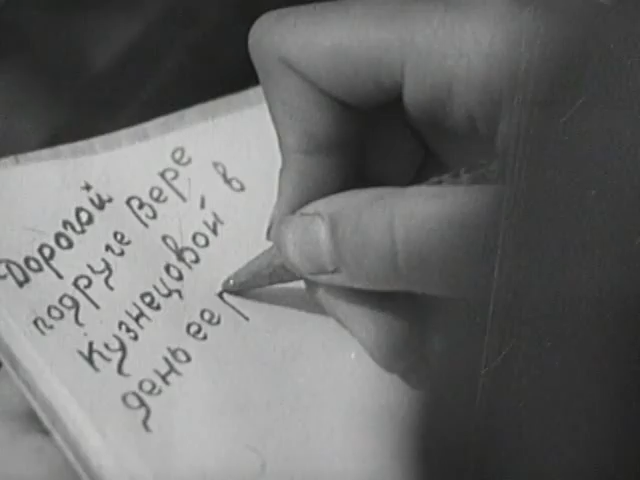 Дорогой
подруге Вере
Кузнецовой в
день ее р